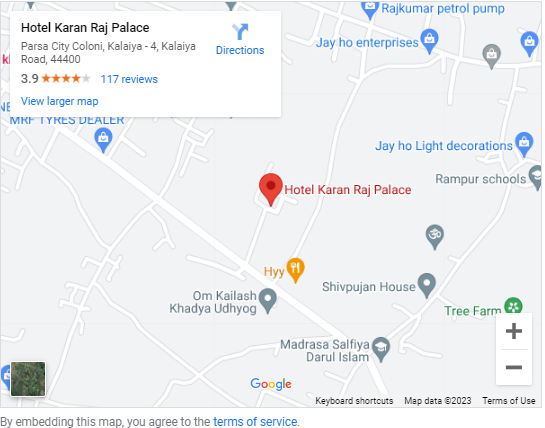 Hotel Karan Raj Palace
Parsa City Coloni, Kalaiya - 4, Kalaiya
Road, 44400
3.9 117 reviews
View larger map
Directions
Rajkumar petrol pump
Jay ho enterprises
MRF TYRES DEALER
Jay ho Light decorations
Rampur schools
Hotel Karan Raj Palace
Hyy
Om Kailash
Khadya Udhyog
Shivpujan House
Tree Farm
Madrasa Salfiya
Darul Islam
Google
Keyboard shortcuts Map data ©2023 Terms of Use
By embedding this map, you agree to the terms of service.